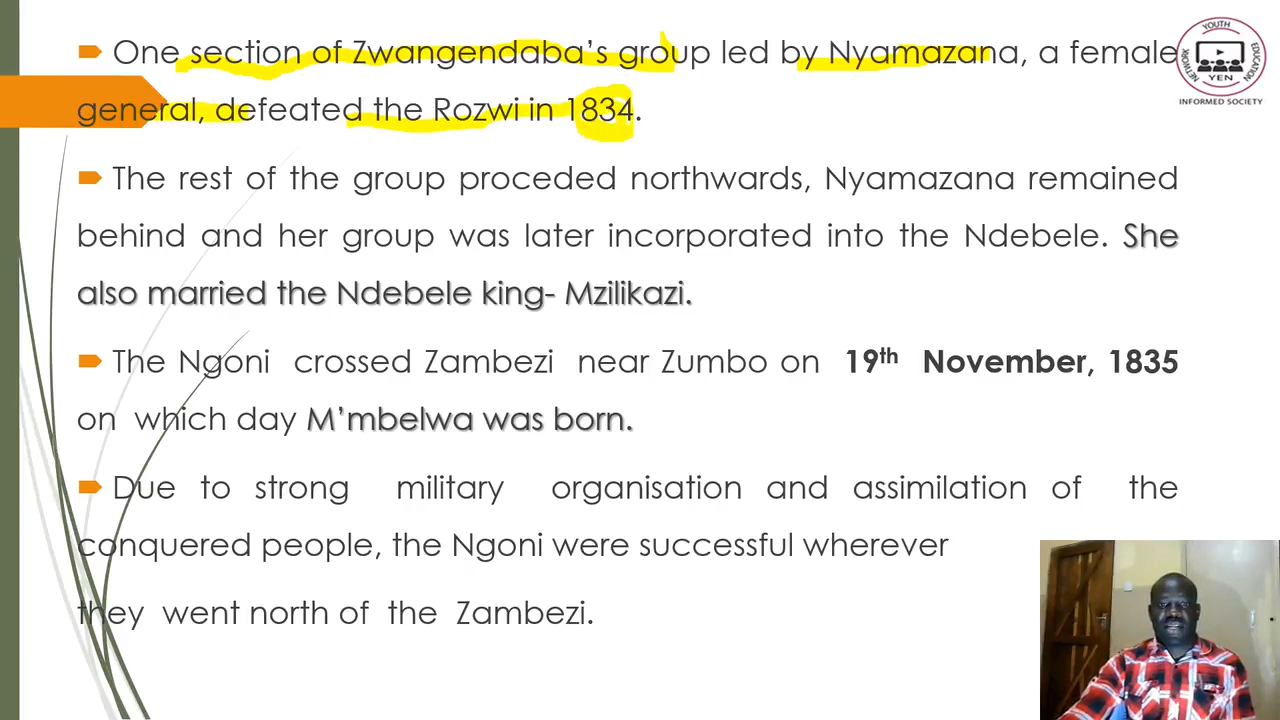 One section of Zwangendaba's group led by Nyamazana, a female
general, defeated the Rozwi in 1834.
The rest of the group proceded northwards, Nyamazana remained
behind and her group was later incorporated into the Ndebele. She
also married the Ndebele king- Mzilikazi.
The Ngoni crossed Zambezi near Zumbo on 19th November, 1835
on which day M'mbelwa was born.
Due to strong military organisation and assimilation of the
conquered people, the Ngoni were successful wherever
they went north of the Zambezi.
YOUTH
NETWORK
EDUCATION
YEN
INFORMED SOCIETY